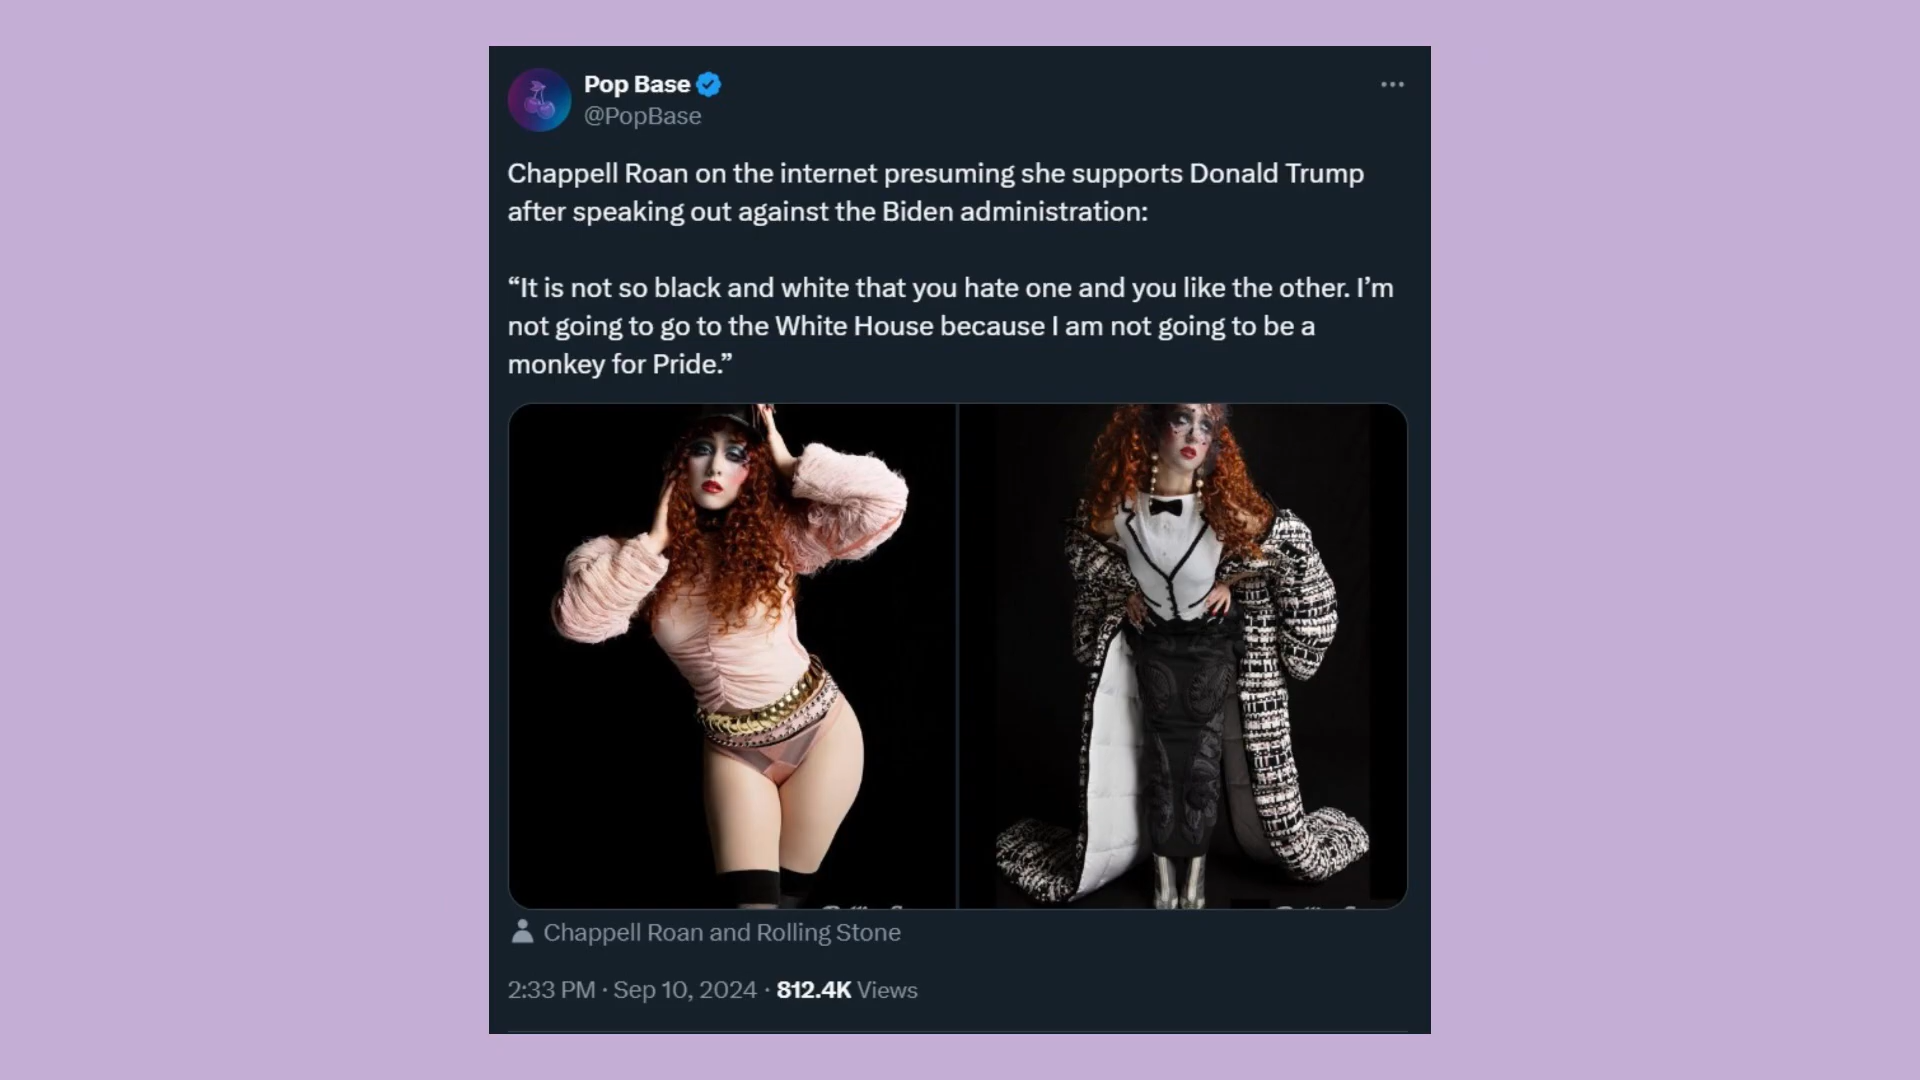 Pop Base
@PopBase
Chappell Roan on the internet presuming she supports Donald Trump
after speaking out against the Biden administration:
“It is not so black and white that you hate one and you like the other. I’m
not going to go to the White House because I am not going to be a
monkey for Pride.”
Chappell Roan and Rolling Stone
2:33 PM · Sep 10, 2024 · 812.4K Views